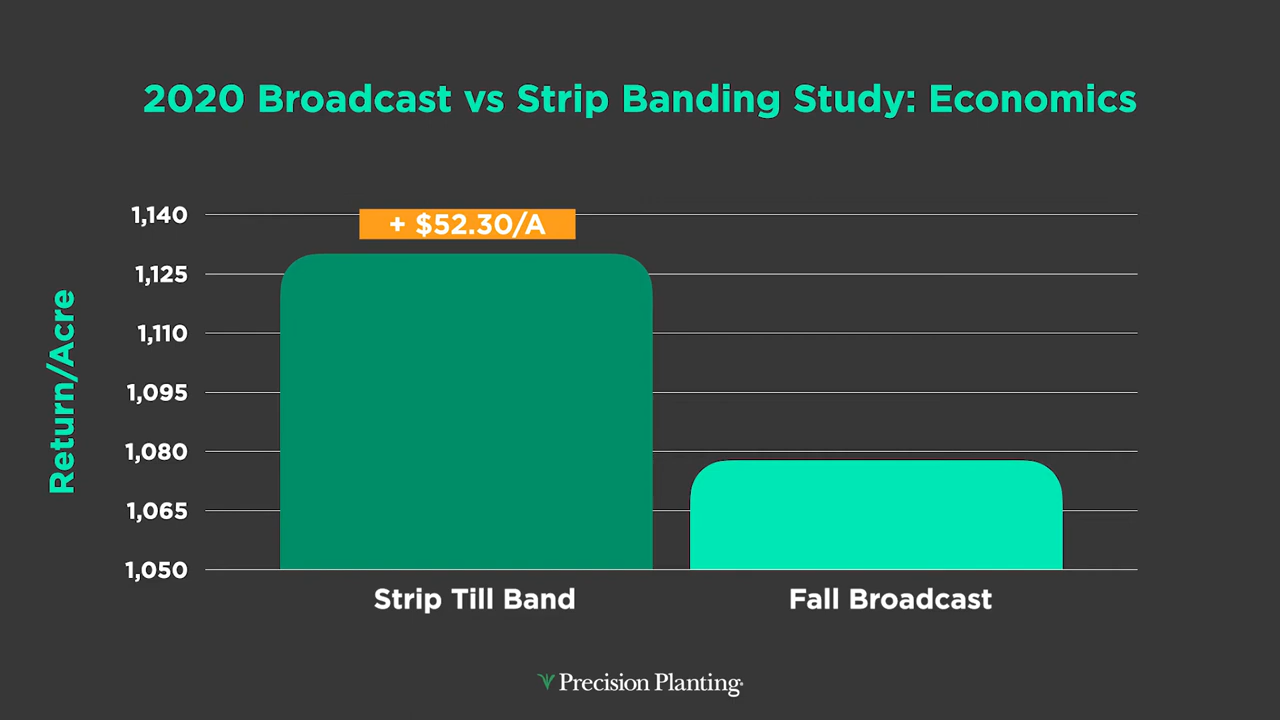 2020 Broadcast vs Strip Banding Study: Economics
Return/Acre
1,140
1,125
1,110
1,095
1,080
1,065
1,050
+ $52.30/A
Strip Till Band
Fall Broadcast
Precision Planting®